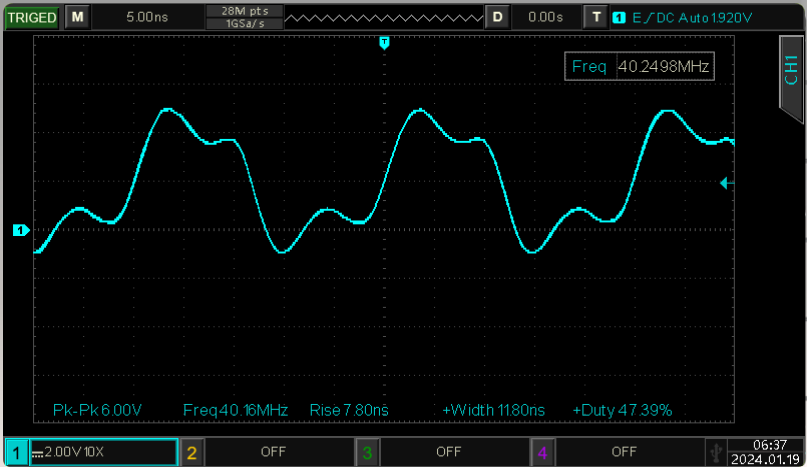 TRIGED M 5.00ns 28M pts D 0.00s T 1 E DC Auto 1.920V
1GSa/s
T
Freq 40.2498MHz
CH1
1
Pk-Pk 6.00V Freq 40.16MHz Rise 7.80ns +Width 11.80ns +Duty 47.39%
1 2.00V 10X 2 OFF 3 OFF 4 OFF 06:37
2024.01.19